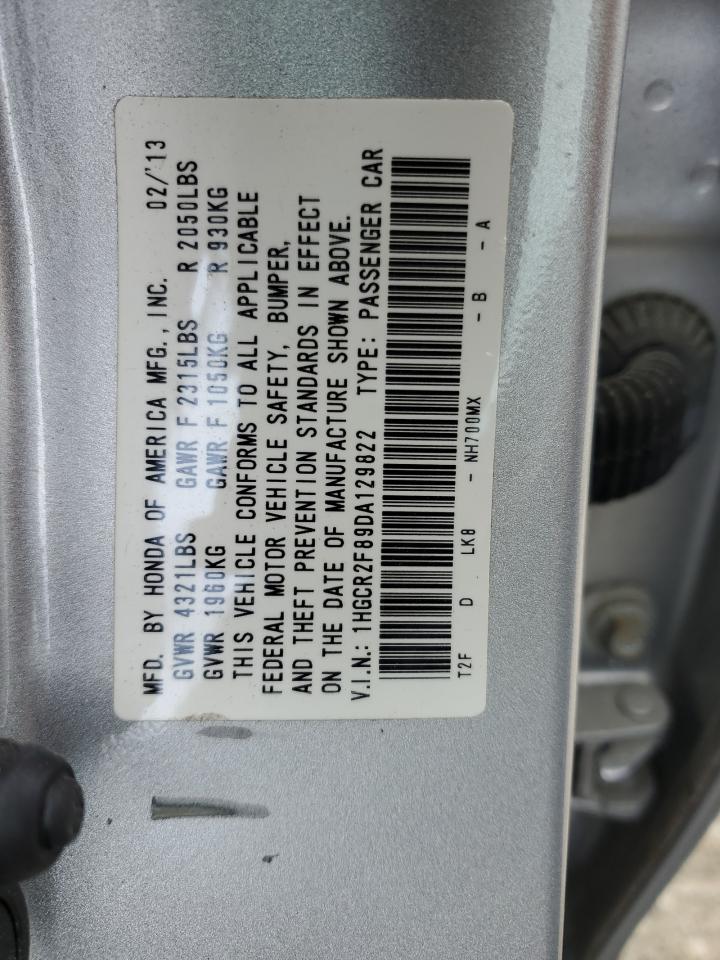 MFD. BY HONDA OF AMERICA MFG., INC. 02/'13
GVWR 4321LBS GAWR F 2315LBS R 2050LBS
GVWR 1960KG GAWR F 1050KG R 930KG
THIS VEHICLE CONFORMS TO ALL APPLICABLE
FEDERAL MOTOR VEHICLE SAFETY, BUMPER,
AND THEFT PREVENTION STANDARDS IN EFFECT
ON THE DATE OF MANUFACTURE SHOWN ABOVE.
V.I.N.: 1HGCR2F89DA129822 TYPE: PASSENGER CAR
T2F D LK8 - NH700MX - B - A